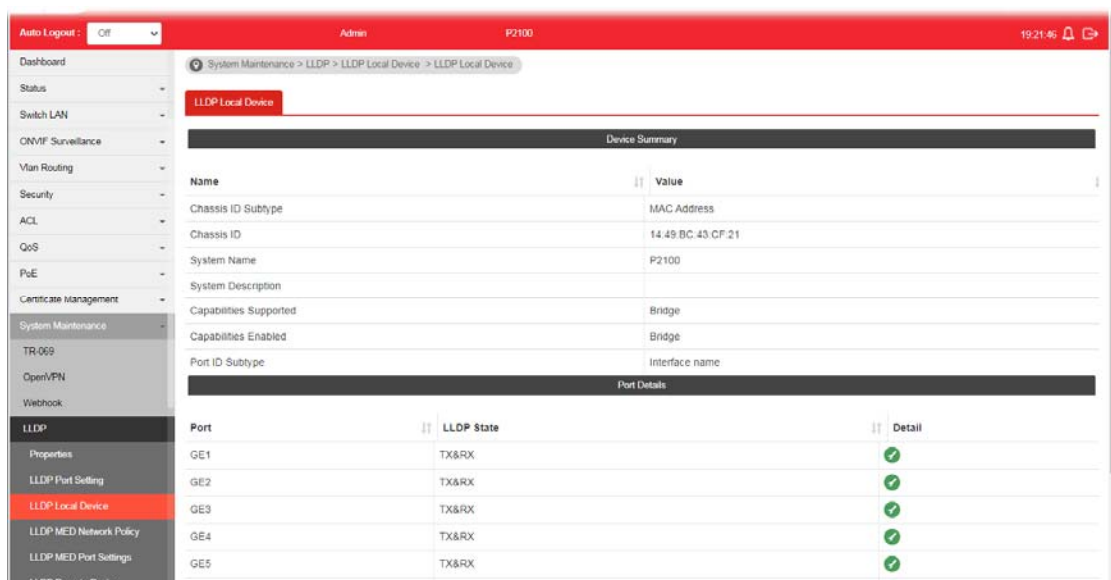 Auto Logout : Off Admin P2100 19:21:46
Dashboard
Status
Switch LAN
ONVIF Surveillance
Vlan Routing
Security
ACL
QoS
PoE
Certificate Management
System Maintenance
TR-069
OpenVPN
Webhook
LLDP
Properties
LLDP Port Setting
LLDP Local Device
LLDP MED Network Policy
LLDP MED Port Settings
System Maintenance > LLDP > LLDP Local Device > LLDP Local Device
LLDP Local Device
Device Summary
Name Value
Chassis ID Subtype MAC Address
Chassis ID 14:49:BC:43:CF:21
System Name P2100
System Description
Capabilities Supported Bridge
Capabilities Enabled Bridge
Port ID Subtype Interface name
Port Details
Port LLDP State Detail
GE1 TX&RX
GE2 TX&RX
GE3 TX&RX
GE4 TX&RX
GE5 TX&RX